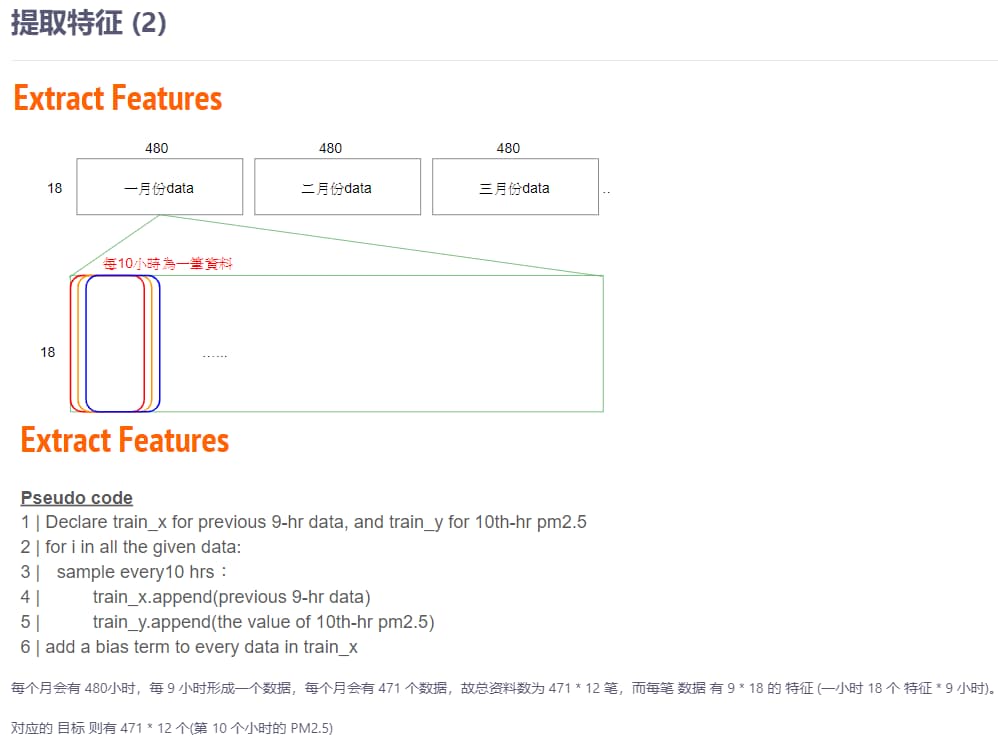 提取特征 (2)
Extract Features
480 480 480
18 一月份data 二月份data 三月份data ..
每10小時為一筆資料
18 ......
Extract Features
Pseudo code
1 | Declare train_x for previous 9-hr data, and train_y for 10th-hr pm2.5
2 | for i in all the given data:
3 | sample every10 hrs：
4 | train_x.append(previous 9-hr data)
5 | train_y.append(the value of 10th-hr pm2.5)
6 | add a bias term to every data in train_x
每个月会有 480小时，每 9 小时形成一个数据，每个月会有 471 个数据，故总资料数为 471 * 12 笔，而每笔 数据 有 9 * 18 的 特征 (一小时 18 个 特征 * 9 小时)。
对应的 目标 则有 471 * 12 个(第 10 个小时的 PM2.5)